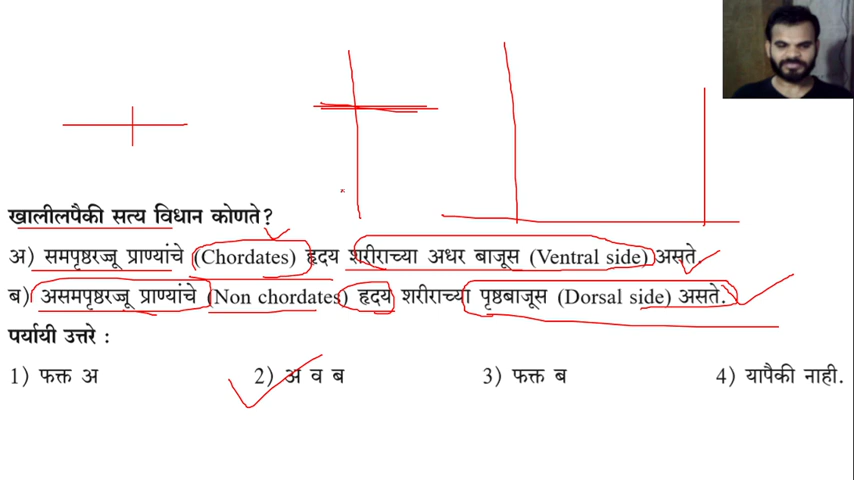 खालीलपैकी सत्य विधान कोणते?
अ) समपृष्ठरज्जू प्राण्यांचे (Chordates) हृदय शरीराच्या अधर बाजूस (Ventral side) असते.
ब) असमपृष्ठरज्जू प्राण्यांचे (Non chordates) हृदय शरीराच्या पृष्ठबाजूस (Dorsal side) असते.
पर्यायी उत्तरे :
1) फक्त अ 2) अ व ब 3) फक्त ब 4) यापैकी नाही.